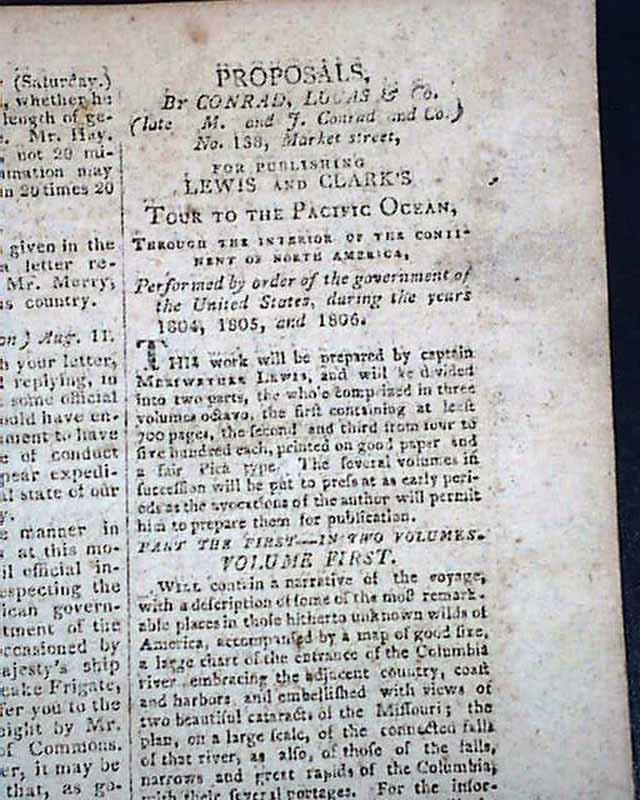 (Saturday.)
whether he
length of ge-
Mr. Hay.
not 20 mi-
amination may
in 20 times 20
given in the
a letter re-
Mr. Merry,
country.
Aug. 11.
your letter,
replying, in
some official
ould have en-
ment to have
of conduct
pear expedi-
al state of our
manner in
at this mo-
il official in-
especting the
ican govern-
tment of the
occasioned by
ajesty's ship
eake Frigate,
fer you to the
eight by Mr.
of Commons.
er, it may be
that, as go-
PROPOSALS,
By CONRAD, LUCAS & Co.
(late M. and J. Conrad and Co.)
No. 138, Market street,
FOR PUBLISHING
LEWIS AND CLARK'S
TOUR TO THE PACIFIC OCEAN,
THROUGH THE INTERIOR OF THE CONTI-
NENT OF NORTH AMERICA,
Performed by order of the government of
the United States, during the years
1804, 1805, and 1806.
THIS work will be prepared by captain
MERIWETHER LEWIS, and will be divided
into two parts, the whole comprized in three
volumes octavo, the first containing at least
700 pages, the second and third from four to
five hundred each, printed on good paper and
a fair Pica type. The several volumes in
succession will be put to press at as early peri-
ods as the avocations of the author will permit
him to prepare them for publication.
PART THE FIRST—IN TWO VOLUMES.
VOLUME FIRST.
WILL contain a narrative of the voyage,
with a description of some of the most remark-
able places in those hitherto unknown wilds of
America, accompanied by a map of good size,
a large chart of the entrance of the Columbia
river embracing the adjacent country, coast
and harbors, and embellished with views of
two beautiful cataracts of the Missouri; the
plan, on a large scale, of the connected falls
of that river, as also, of those of the falls,
narrows and great rapids of the Columbia,
with their several portages. For the infor-